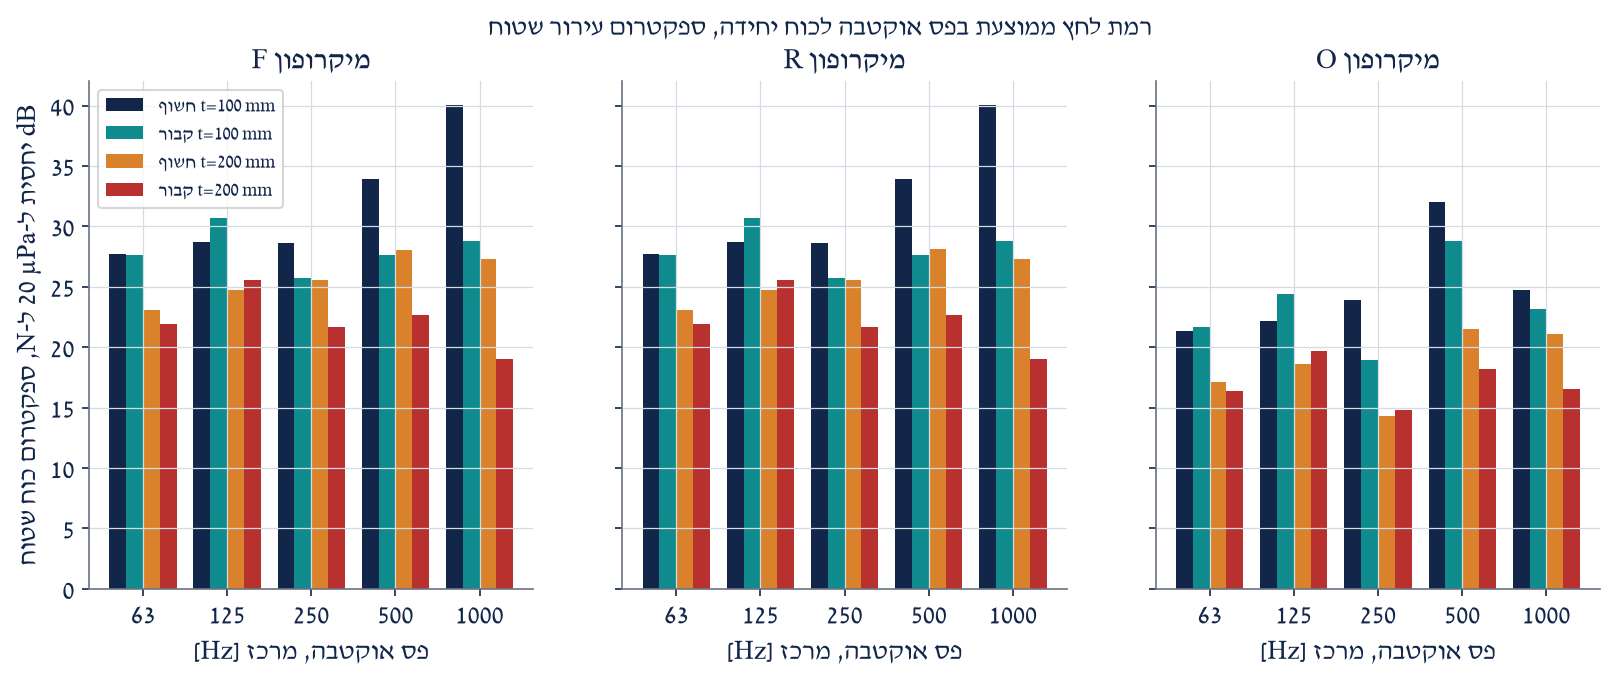 רמת לחץ ממוצעת בפס אוקטבה לכוח יחידה, ספקטרום עירור שטוח
מיקרופון F
חשוף t=100 mm
קבור t=100 mm
חשוף t=200 mm
קבור t=200 mm
dB יחסית ל-20 µPa ל-N, ספקטרום כוח שטוח
40
35
30
25
20
15
10
5
0
63 125 250 500 1000
פס אוקטבה, מרכז [Hz]
מיקרופון R
63 125 250 500 1000
פס אוקטבה, מרכז [Hz]
מיקרופון O
63 125 250 500 1000
פס אוקטבה, מרכז [Hz]